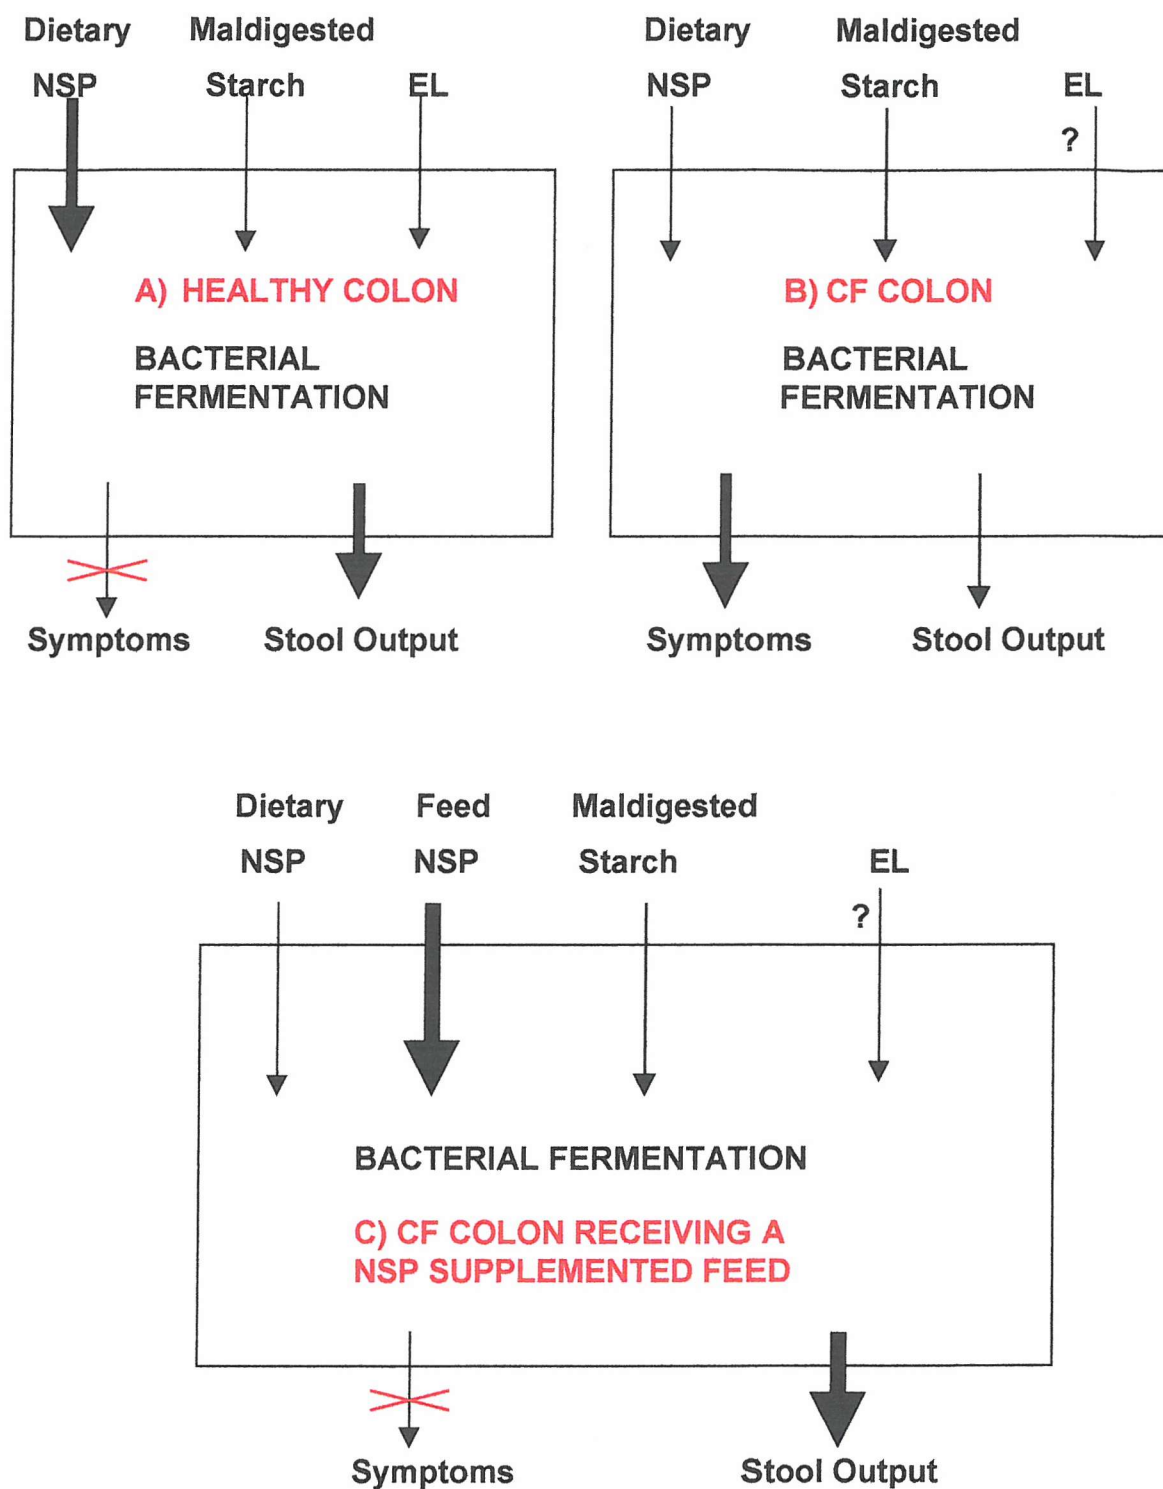 Dietary Maldigested
NSP Starch EL
A) HEALTHY COLON
BACTERIAL
FERMENTATION
Symptoms Stool Output
Dietary Maldigested
NSP Starch EL
?
B) CF COLON
BACTERIAL
FERMENTATION
Symptoms Stool Output
Dietary Feed Maldigested
NSP NSP Starch EL
?
BACTERIAL FERMENTATION
C) CF COLON RECEIVING A
NSP SUPPLEMENTED FEED
Symptoms Stool Output